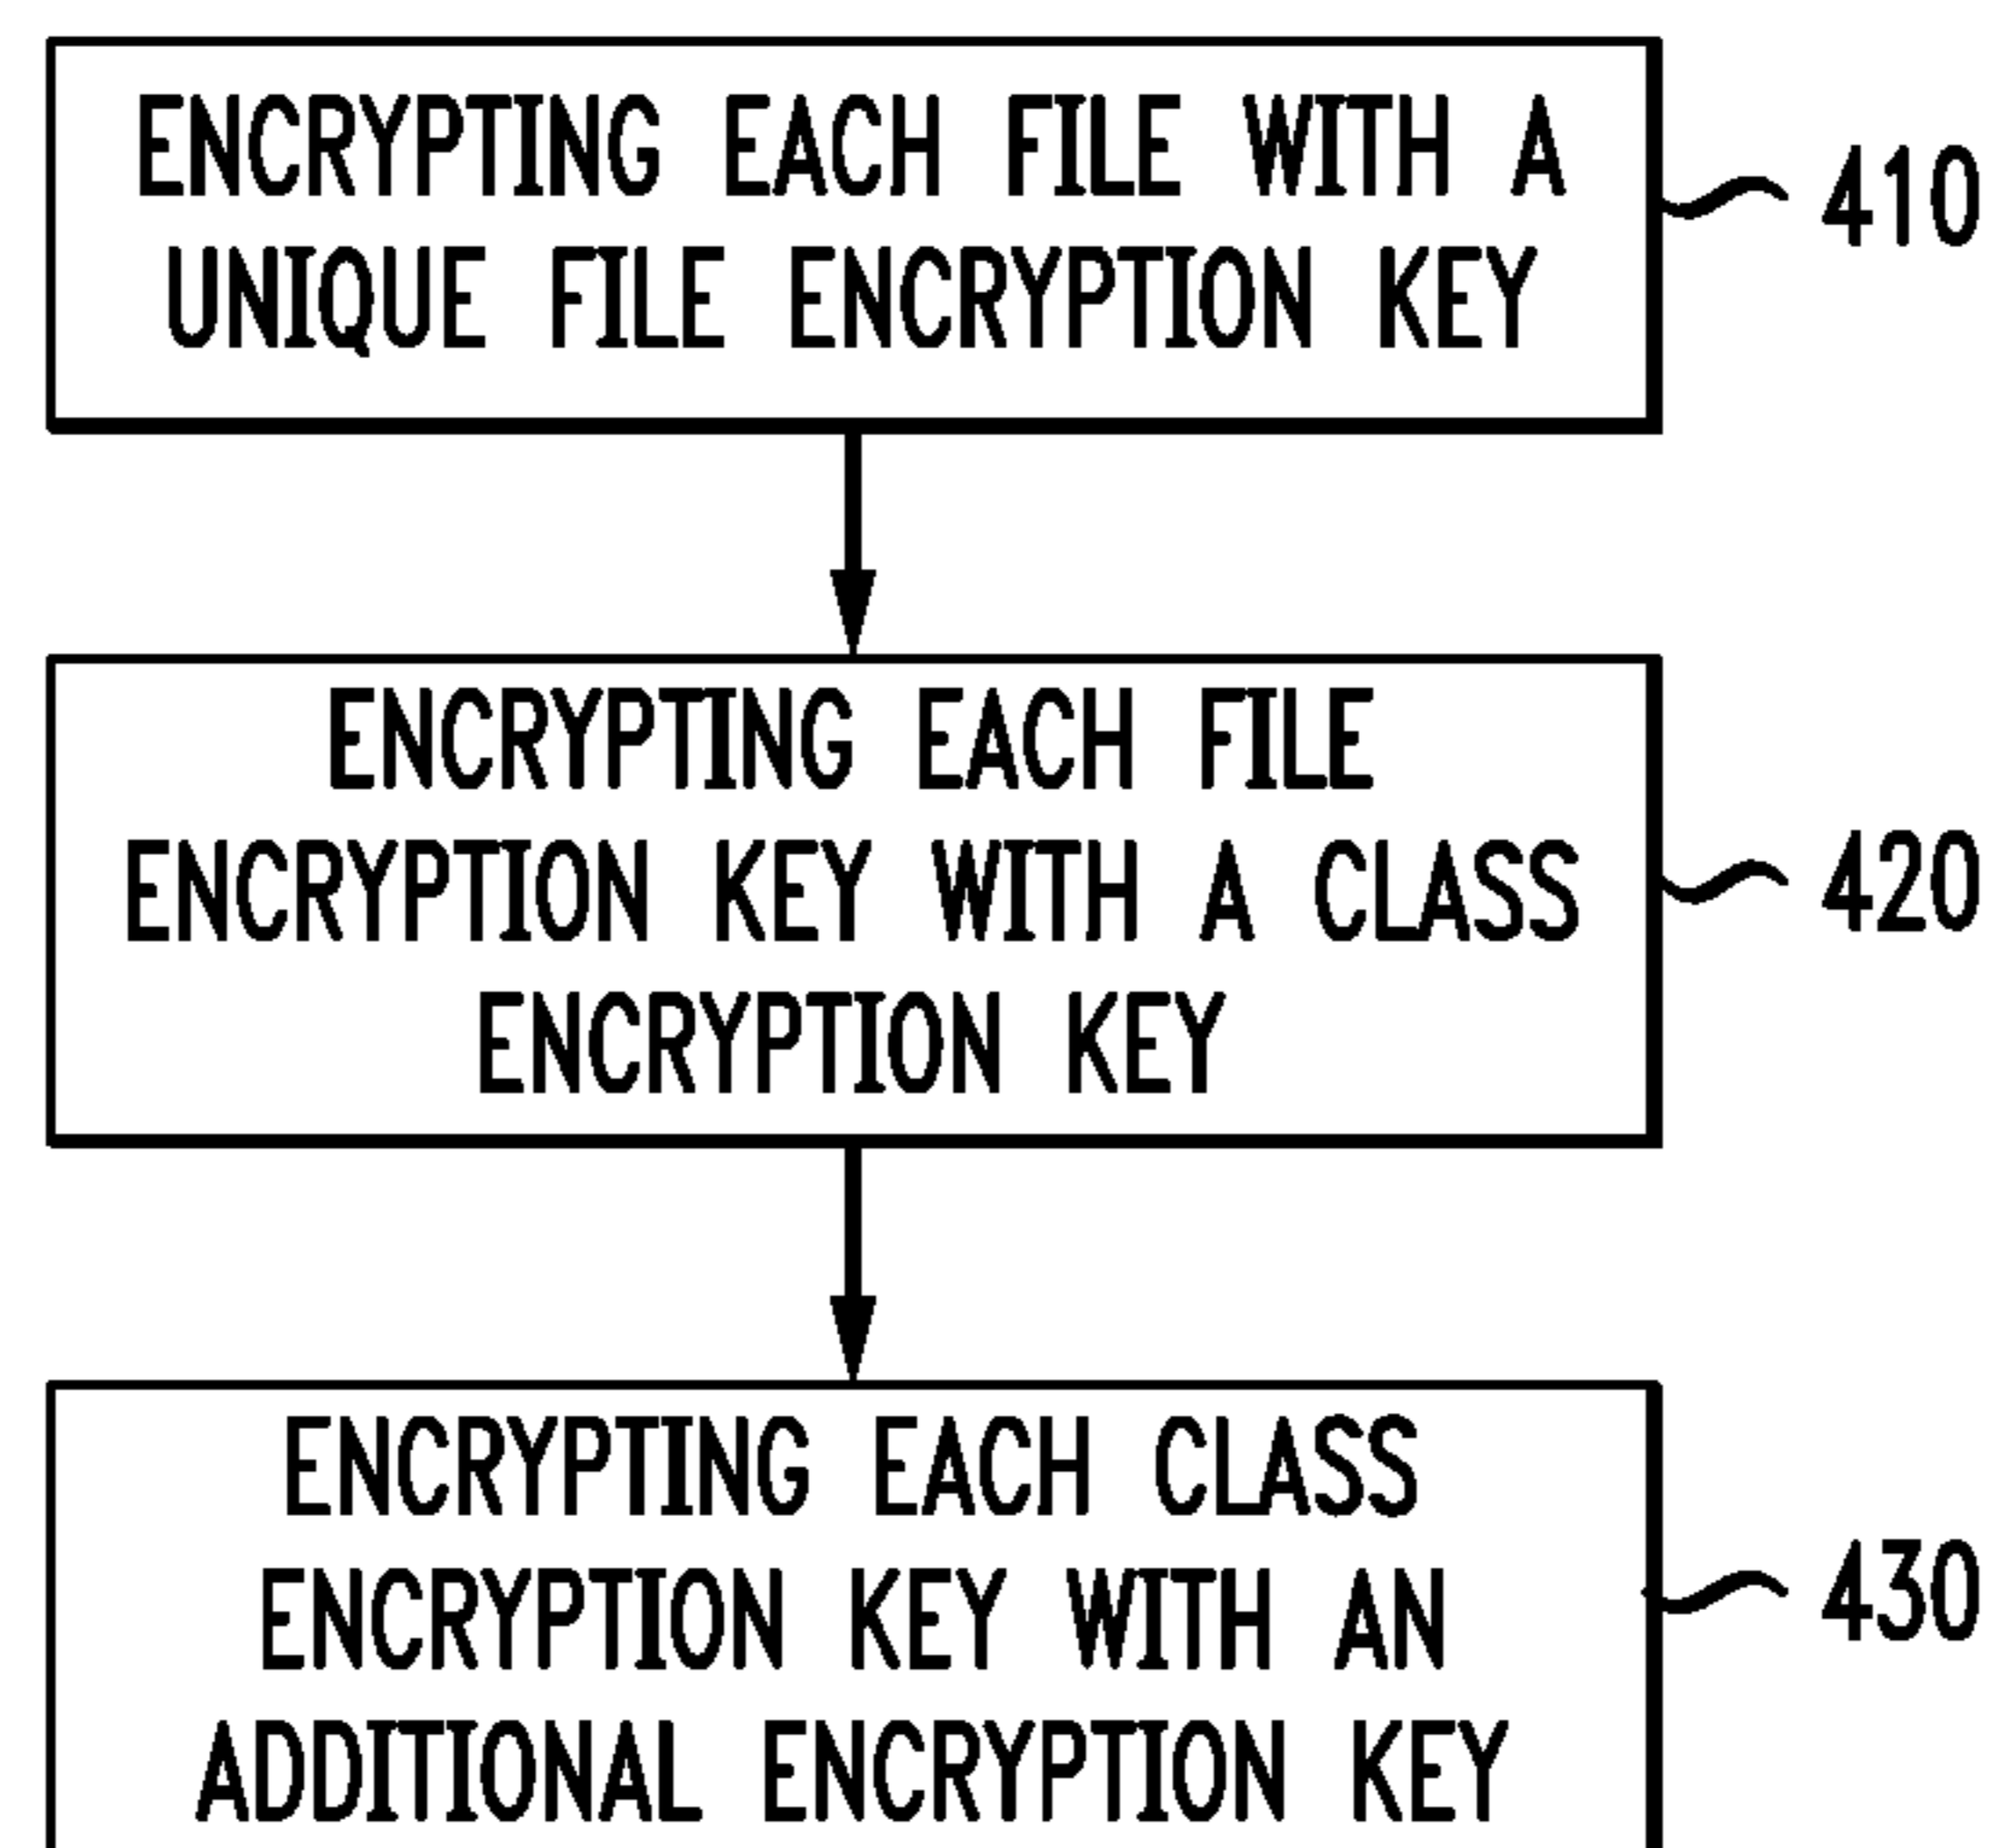 ENCRYPTING EACH FILE WITH A
UNIQUE FILE ENCRYPTION KEY
410
ENCRYPTING EACH FILE
ENCRYPTION KEY WITH A CLASS
ENCRYPTION KEY
420
ENCRYPTING EACH CLASS
ENCRYPTION KEY WITH AN
ADDITIONAL ENCRYPTION KEY
430